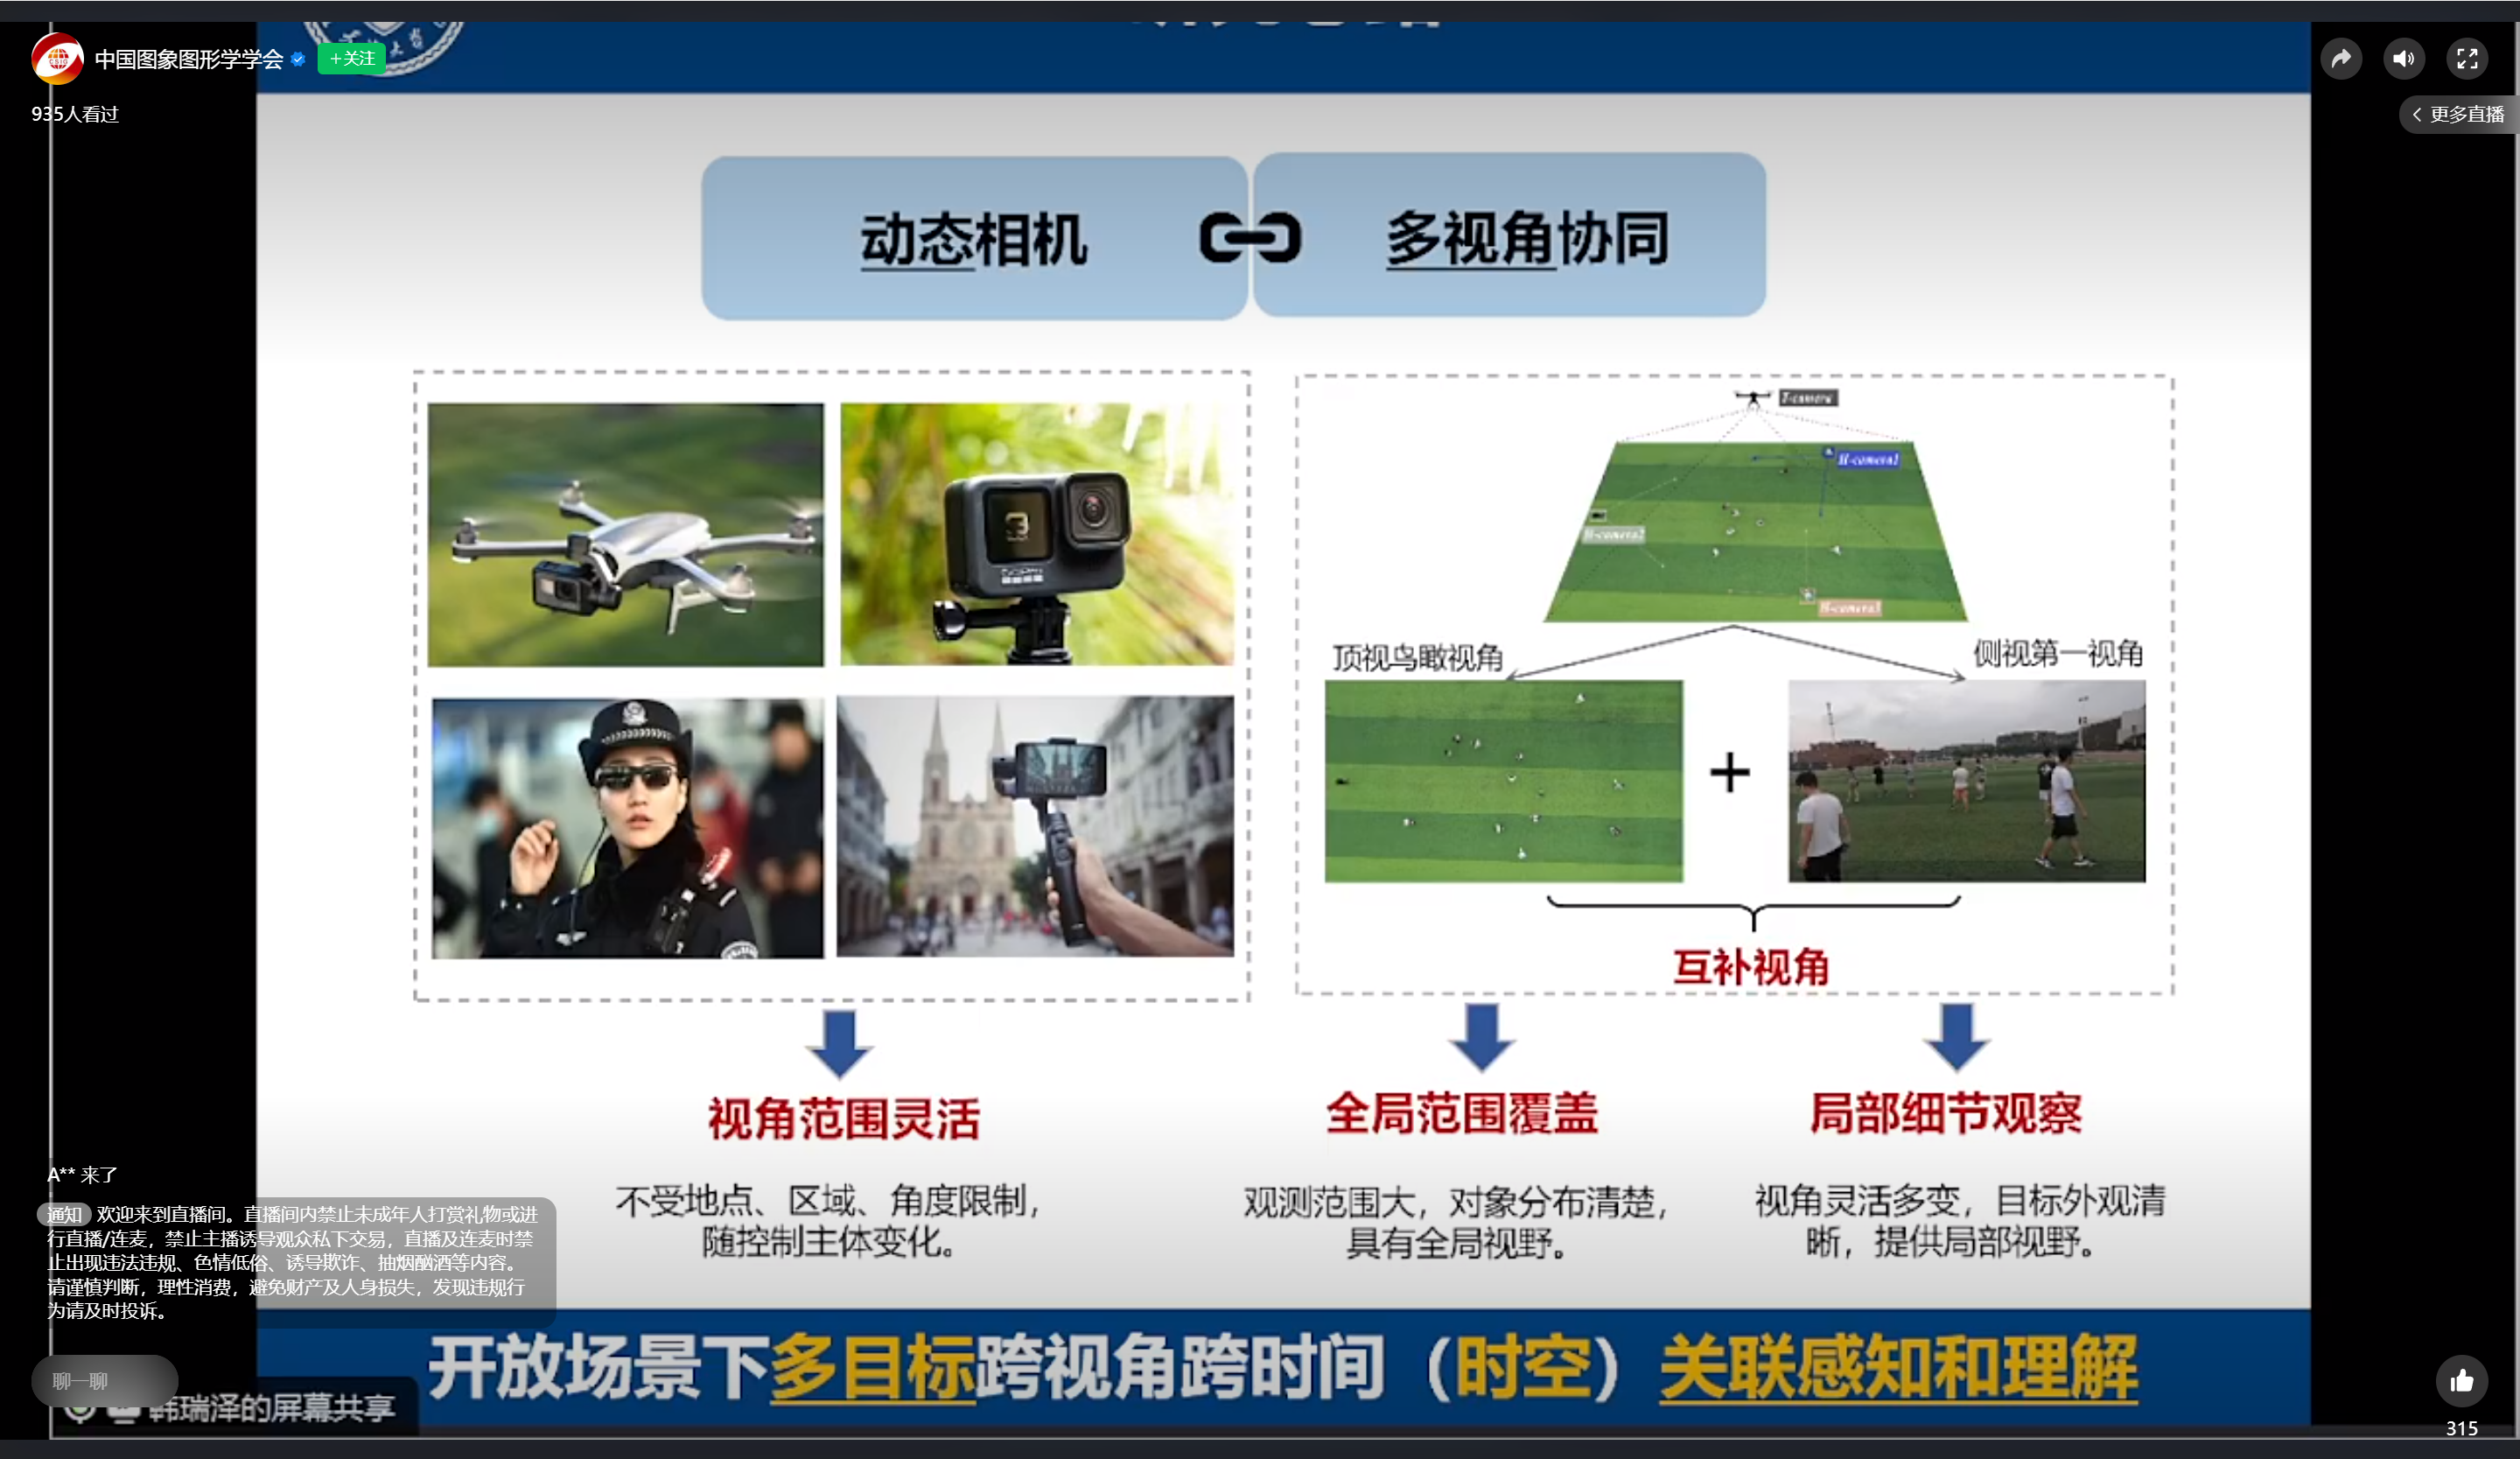 中国图象图形学学会
+关注
935人看过
更多直播
动态相机
多视角协同
T-camera
H-camera1
H-camera2
H-camera3
顶视鸟瞰视角
侧视第一视角
GoPro
+
互补视角
视角范围灵活
全局范围覆盖
局部细节观察
不受地点、区域、角度限制，
随控制主体变化。
观测范围大，对象分布清楚，
具有全局视野。
视角灵活多变，目标外观清
晰，提供局部视野。
A** 来了
通知 欢迎来到直播间。直播间内禁止未成年人打赏礼物或进
行直播/连麦，禁止主播诱导观众私下交易，直播及连麦时禁
止出现违法违规、色情低俗、诱导欺诈、抽烟酗酒等内容。
请谨慎判断，理性消费，避免财产及人身损失，发现违规行
为请及时投诉。
开放场景下多目标跨视角跨时间（时空）关联感知和理解
聊一聊
韩瑞泽的屏幕共享
315